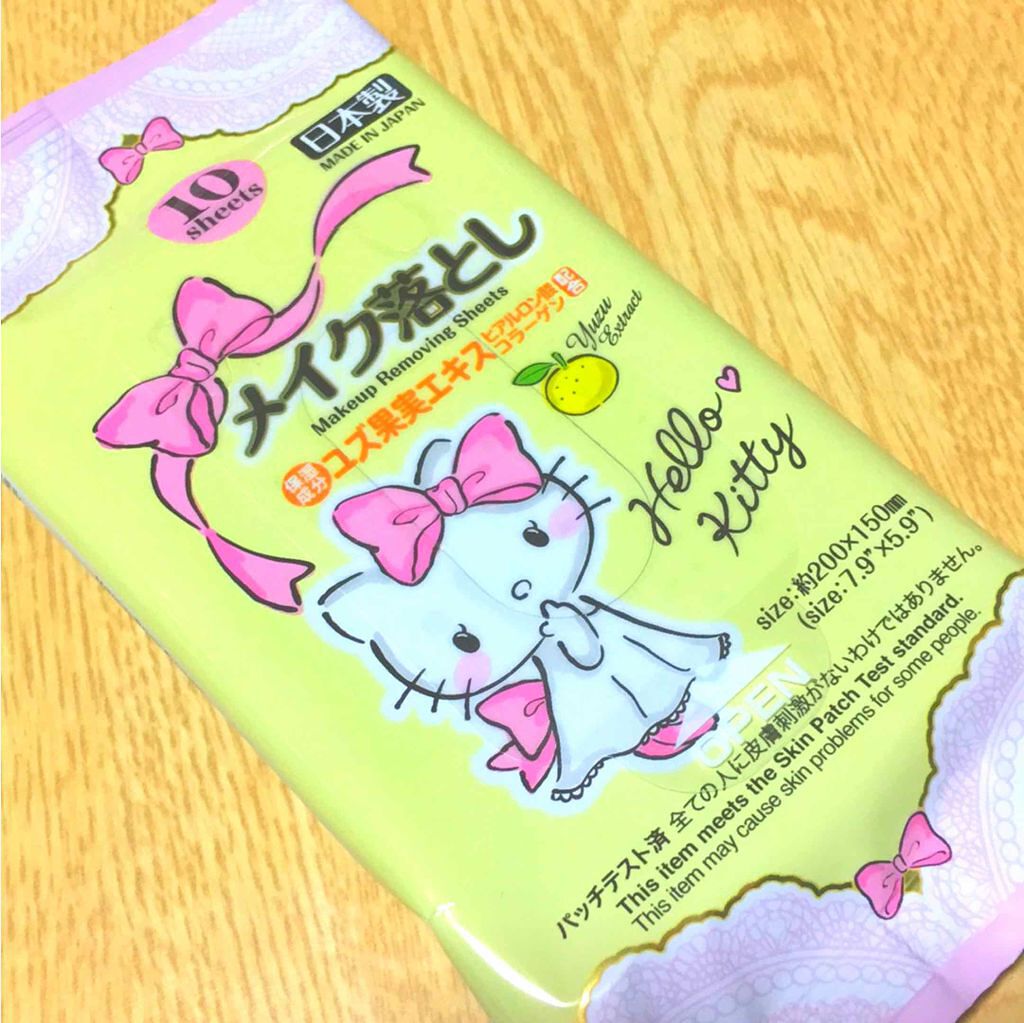 日本製
MADE IN JAPAN
10
sheets
メイク落とし
Makeup Removing Sheets
保湿
成分
ユズ果実エキス
ヒアルロン酸
コラーゲン
配合
Yuzu
Extract
Hello
Kitty
size:約200×150mm
(size: 7.9"×5.9")
OPEN
パッチテスト済 全ての人に皮膚刺激がないわけではありません。
This item meets the Skin Patch Test standard.
This item may cause skin problems for some people.